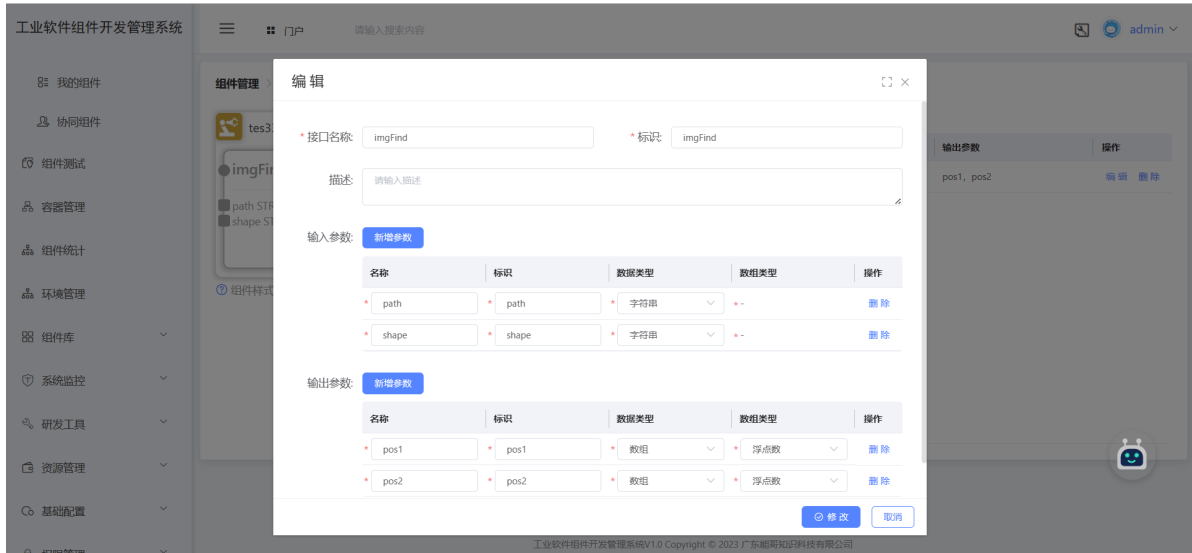 工业软件组件开发管理系统
门户
请输入搜索内容
admin
我的组件
协同组件
组件测试
容器管理
组件统计
环境管理
组件库
系统监控
研发工具
资源管理
基础配置
权限管理
组件管理
tes3
imgFin
path STR
shape ST
组件样式
输出参数 操作
pos1, pos2 编辑 删除
编辑
* 接口名称: imgFind * 标识: imgFind
描述: 请输入描述
输入参数: 新增参数
名称 标识 数据类型 数组类型 操作
* path * path * 字符串 * - 删除
* shape * shape * 字符串 * - 删除
输出参数: 新增参数
名称 标识 数据类型 数组类型 操作
* pos1 * pos1 * 数组 * 浮点数 删除
* pos2 * pos2 * 数组 * 浮点数 删除
修改 取消
工业软件组件开发管理系统V1.0 Copyright © 2023 广东能哥知识科技有限公司